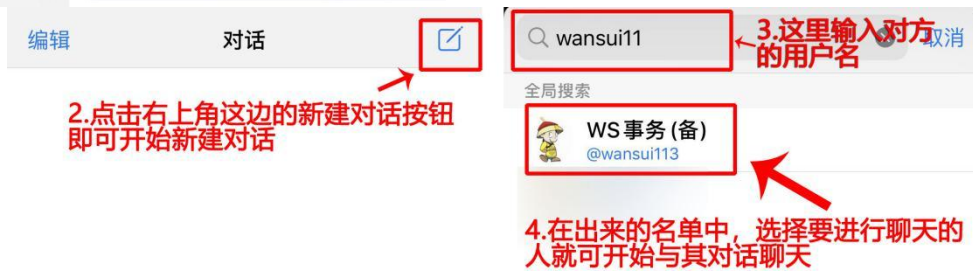 编辑
对话
2.点击右上角这边的新建对话按钮
即可开始新建对话
wansui11
←3.这里输入对方
的用户名
取消
全局搜索
WS事务(备)
@wansui113
4.在出来的名单中，选择要进行聊天的
人就可开始与其对话聊天